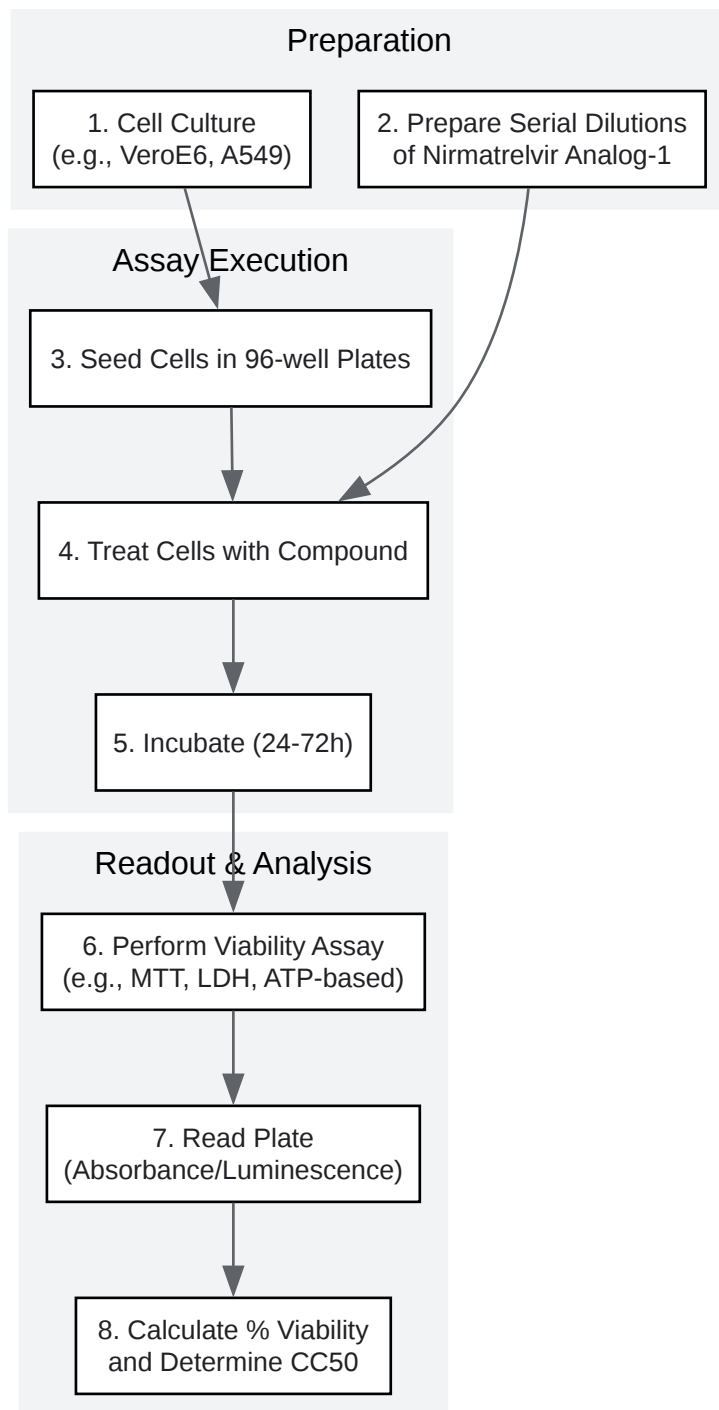 Preparation
1. Cell Culture
(e.g., VeroE6, A549)
2. Prepare Serial Dilutions
of Nirmatrelvir Analog-1
Assay Execution
3. Seed Cells in 96-well Plates
4. Treat Cells with Compound
5. Incubate (24-72h)
Readout & Analysis
6. Perform Viability Assay
(e.g., MTT, LDH, ATP-based)
7. Read Plate
(Absorbance/Luminescence)
8. Calculate % Viability
and Determine CC50